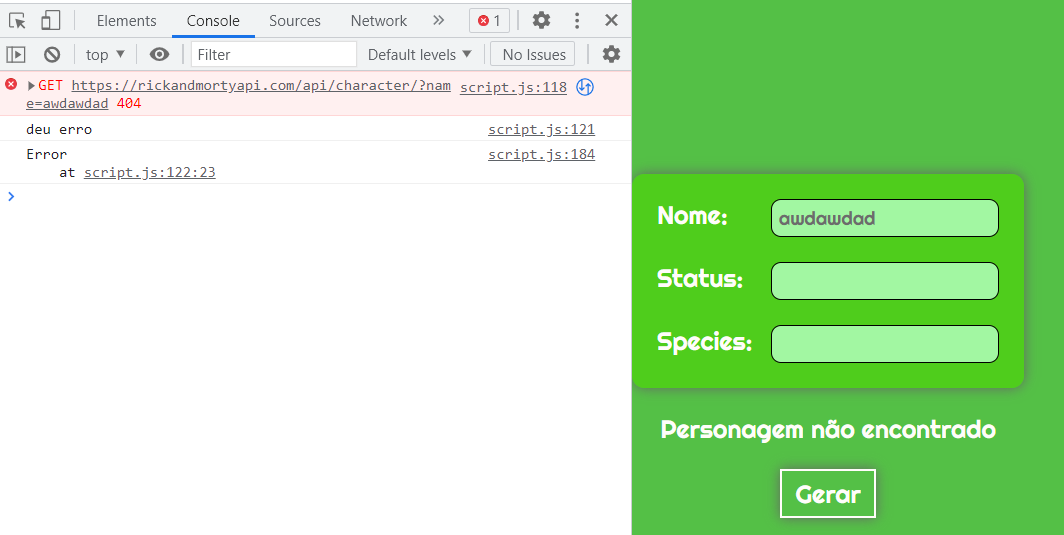 Elements Console Sources Network » 1
top ▼ Filter Default levels ▼ No Issues
▶GET https://rickandmortyapi.com/api/character/?nam script.js:118
e=awdawdad 404
deu erro script.js:121
Error script.js:184
at script.js:122:23
>
Nome: awdawdad
Status:
Species:
Personagem não encontrado
Gerar